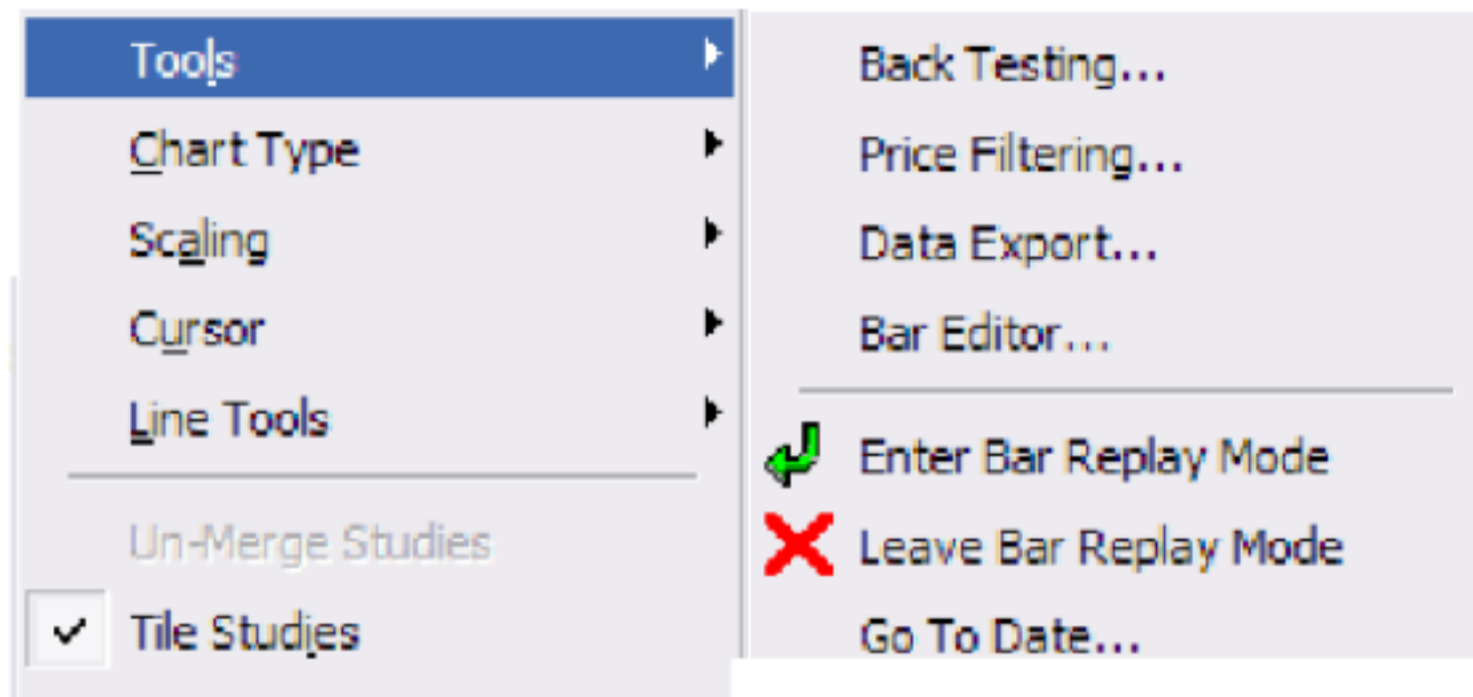 Tools
Chart Type
Scaling
Cursor
Line Tools
Un-Merge Studies
Tile Studies
Back Testing...
Price Filtering...
Data Export...
Bar Editor...
Enter Bar Replay Mode
Leave Bar Replay Mode
Go To Date...